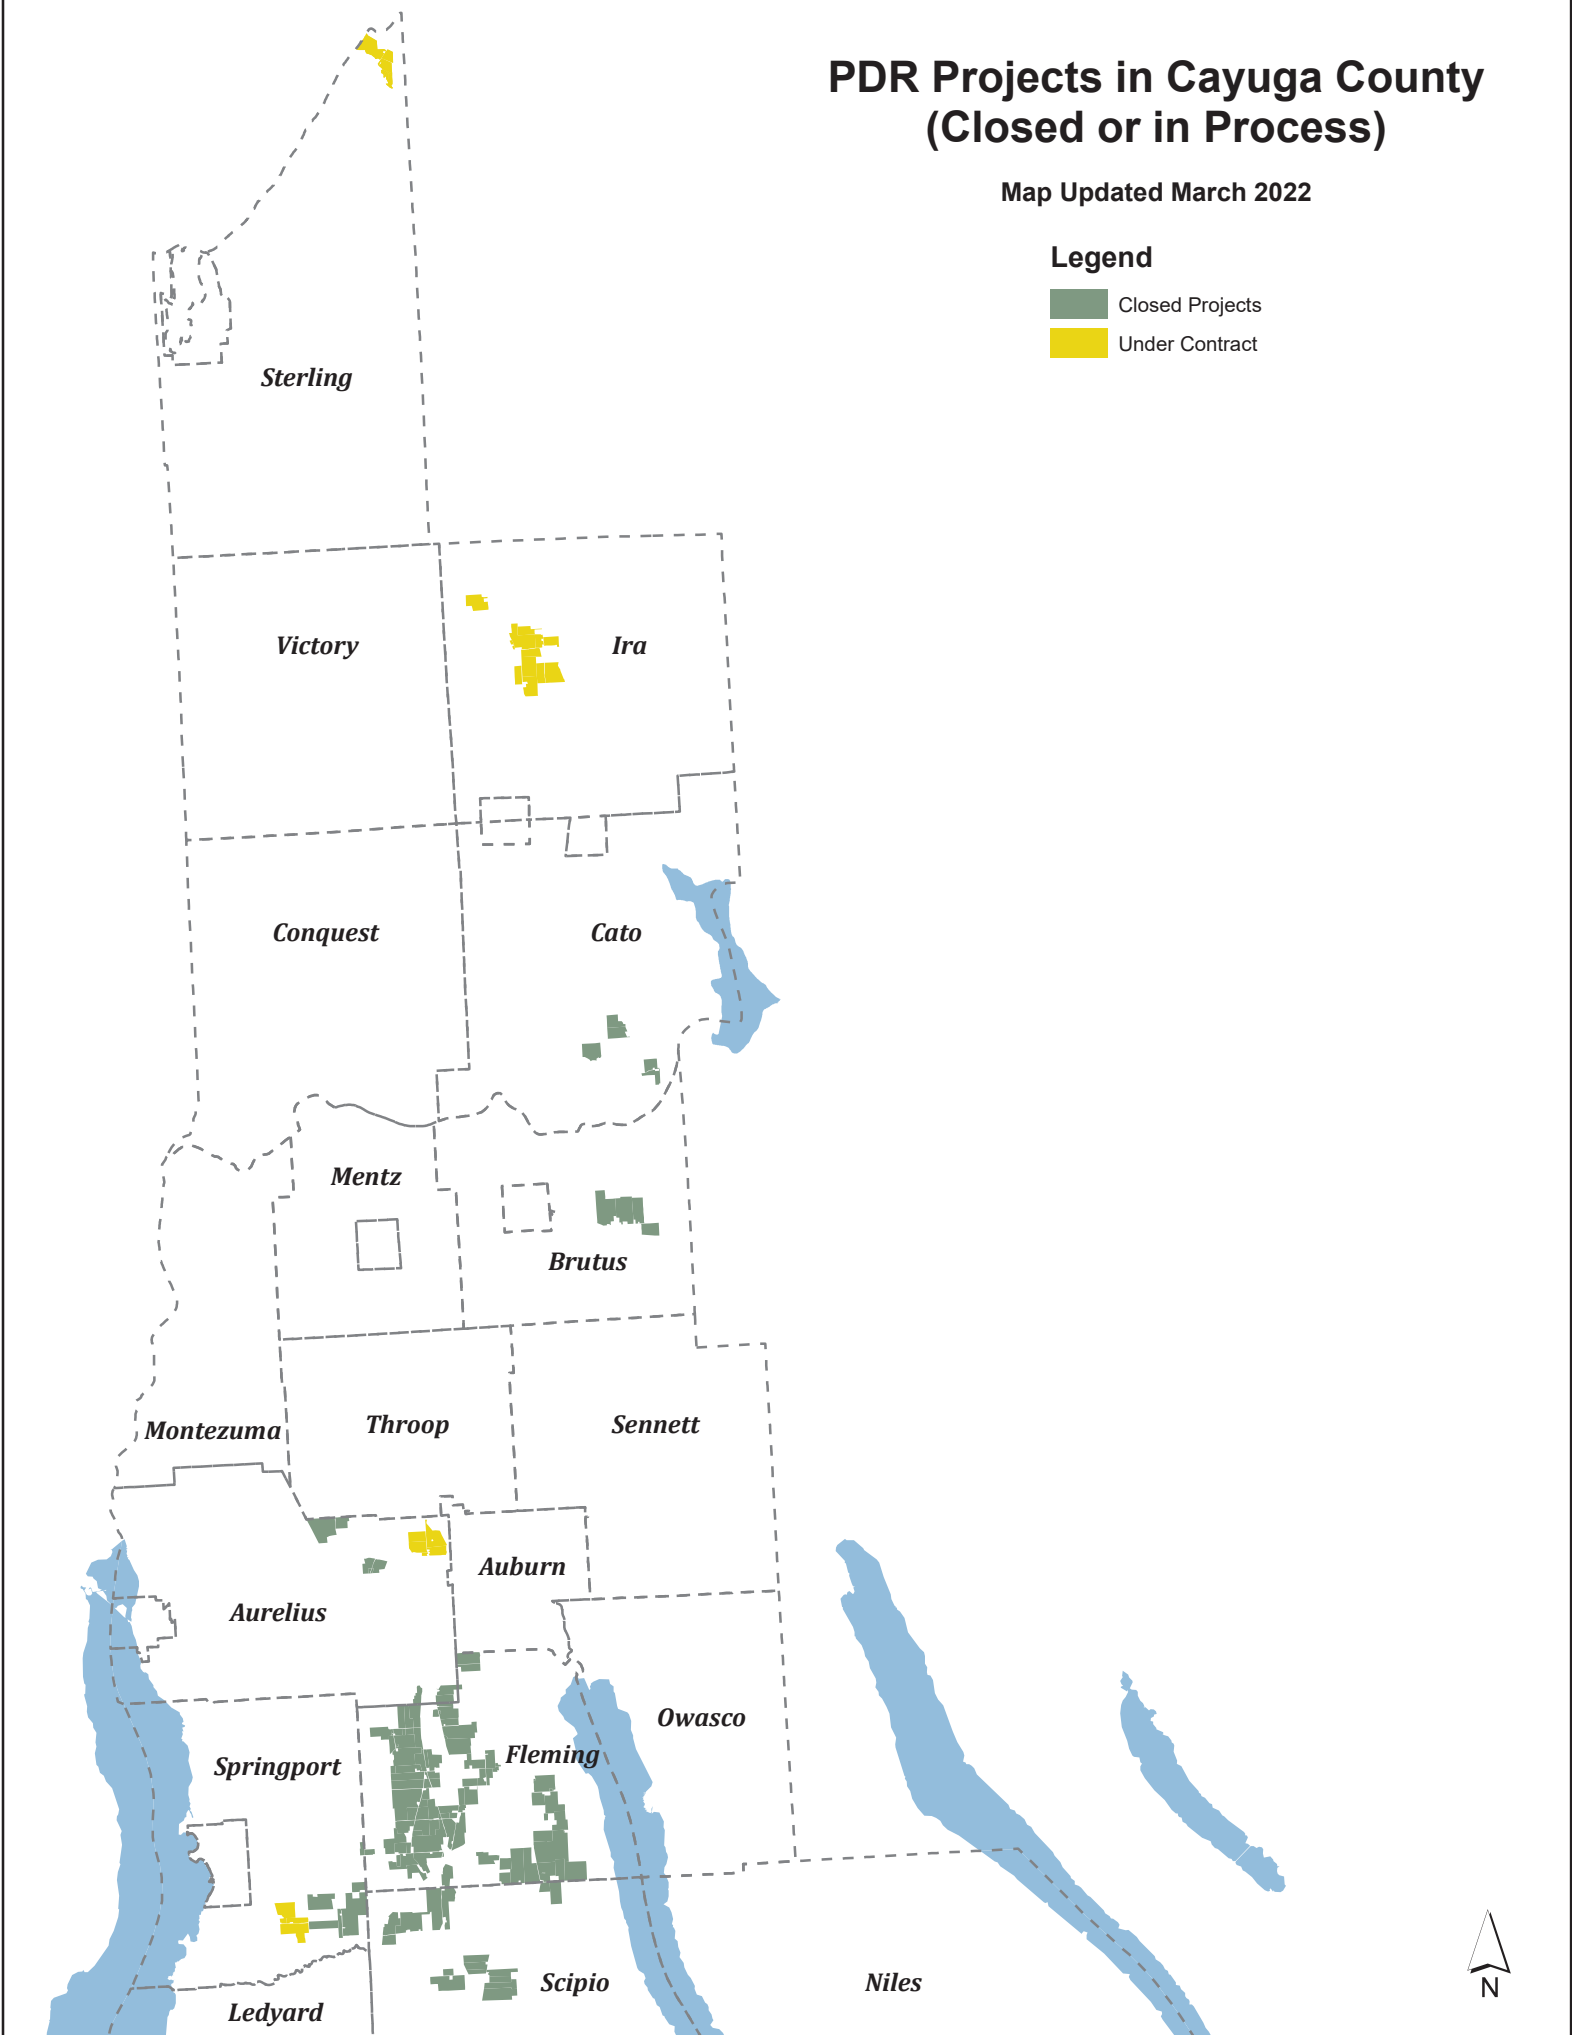 PDR Projects in Cayuga County
(Closed or in Process)
Map Updated March 2022
Legend
Closed Projects
Under Contract
Sterling
Victory
Ira
Conquest
Cato
Mentz
Brutus
Montezuma
Throop
Sennett
Auburn
Aurelius
Owasco
Fleming
Springport
Scipio
Niles
Ledyard
N